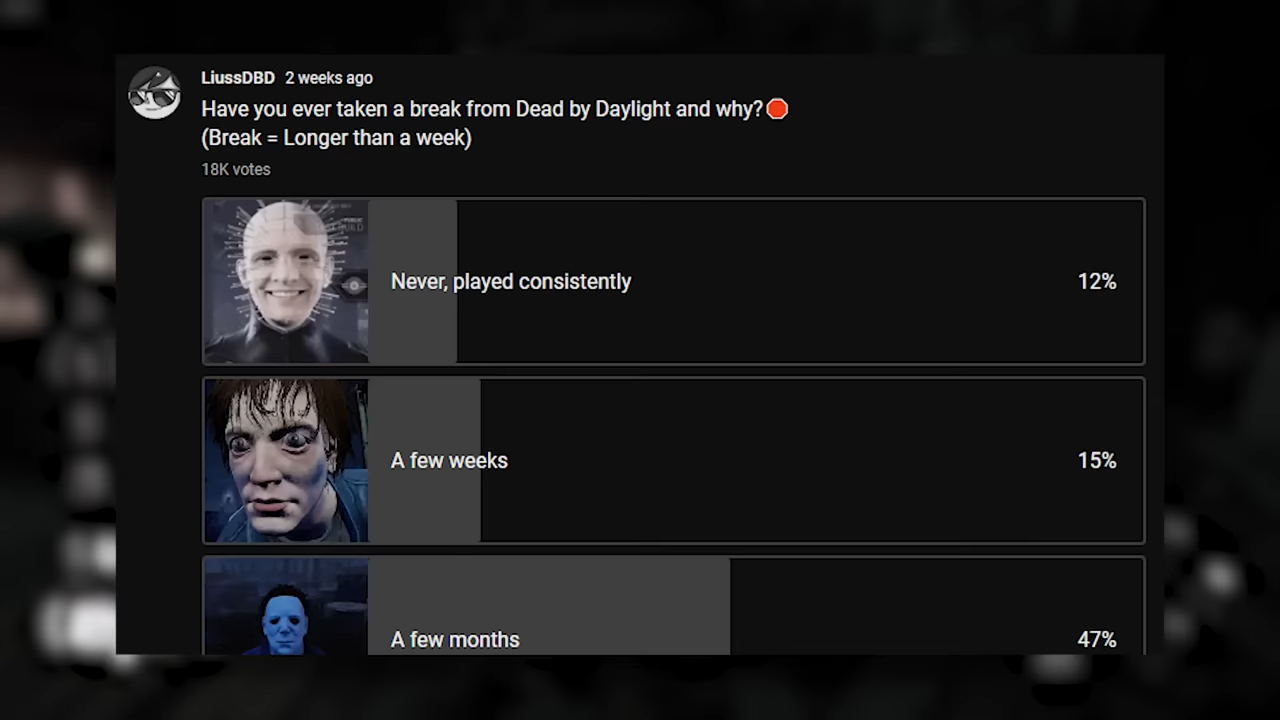 LiussDBD 2 weeks ago
Have you ever taken a break from Dead by Daylight and why?🛑
(Break = Longer than a week)
18K votes
Never, played consistently 12%
A few weeks 15%
A few months 47%